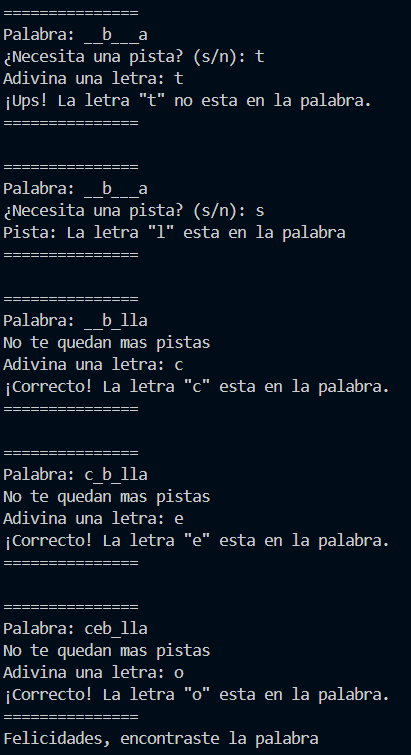 ===============
Palabra: __b___a
¿Necesita una pista? (s/n): t
Adivina una letra: t
¡Ups! La letra "t" no esta en la palabra.
===============
===============
Palabra: __b___a
¿Necesita una pista? (s/n): s
Pista: La letra "l" esta en la palabra
===============
===============
Palabra: __b_lla
No te quedan mas pistas
Adivina una letra: c
¡Correcto! La letra "c" esta en la palabra.
===============
===============
Palabra: c_b_lla
No te quedan mas pistas
Adivina una letra: e
¡Correcto! La letra "e" esta en la palabra.
===============
===============
Palabra: ceb_lla
No te quedan mas pistas
Adivina una letra: o
¡Correcto! La letra "o" esta en la palabra.
===============
Felicidades, encontraste la palabra